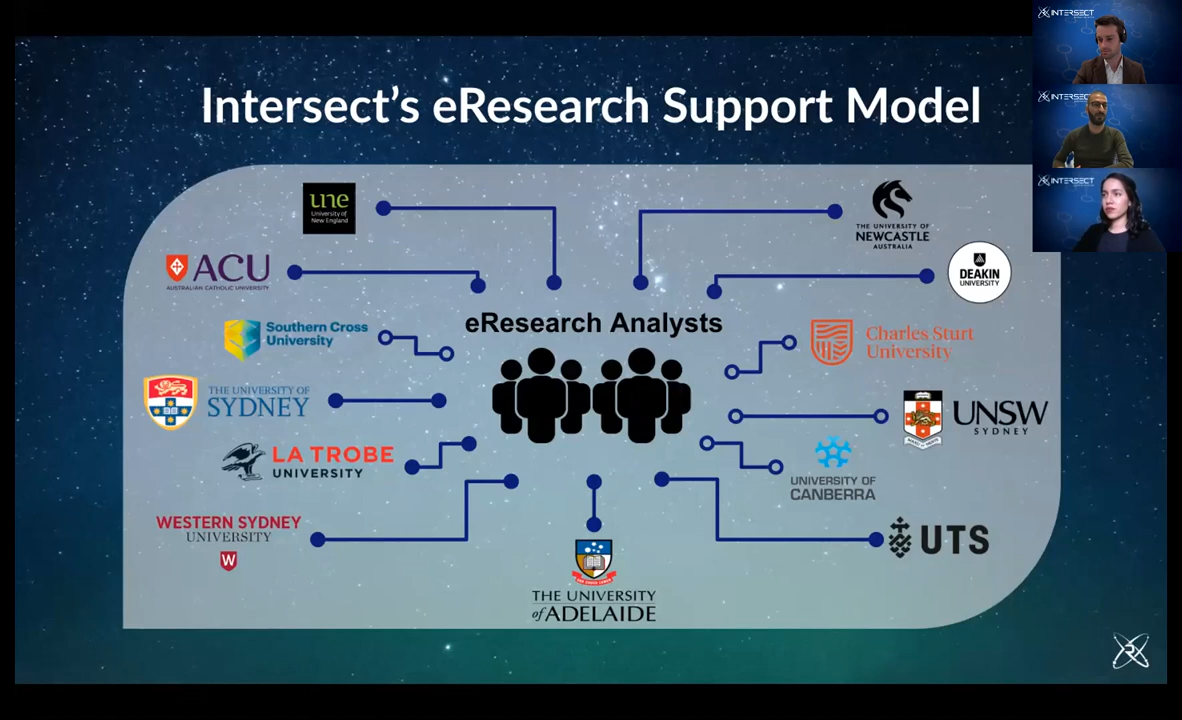 INTERSECT
INTERSECT
INTERSECT
Intersect's eResearch Support Model
une
University of
New England
THE UNIVERSITY OF
NEWCASTLE
AUSTRALIA
ACU
AUSTRALIAN CATHOLIC UNIVERSITY
DEAKIN
UNIVERSITY
eResearch Analysts
Southern Cross
University
Charles Sturt
University
THE UNIVERSITY OF
SYDNEY
UNSW
SYDNEY
LA TROBE
UNIVERSITY
UNIVERSITY OF
CANBERRA
WESTERN SYDNEY
UNIVERSITY
W
UTS
THE UNIVERSITY
of ADELAIDE